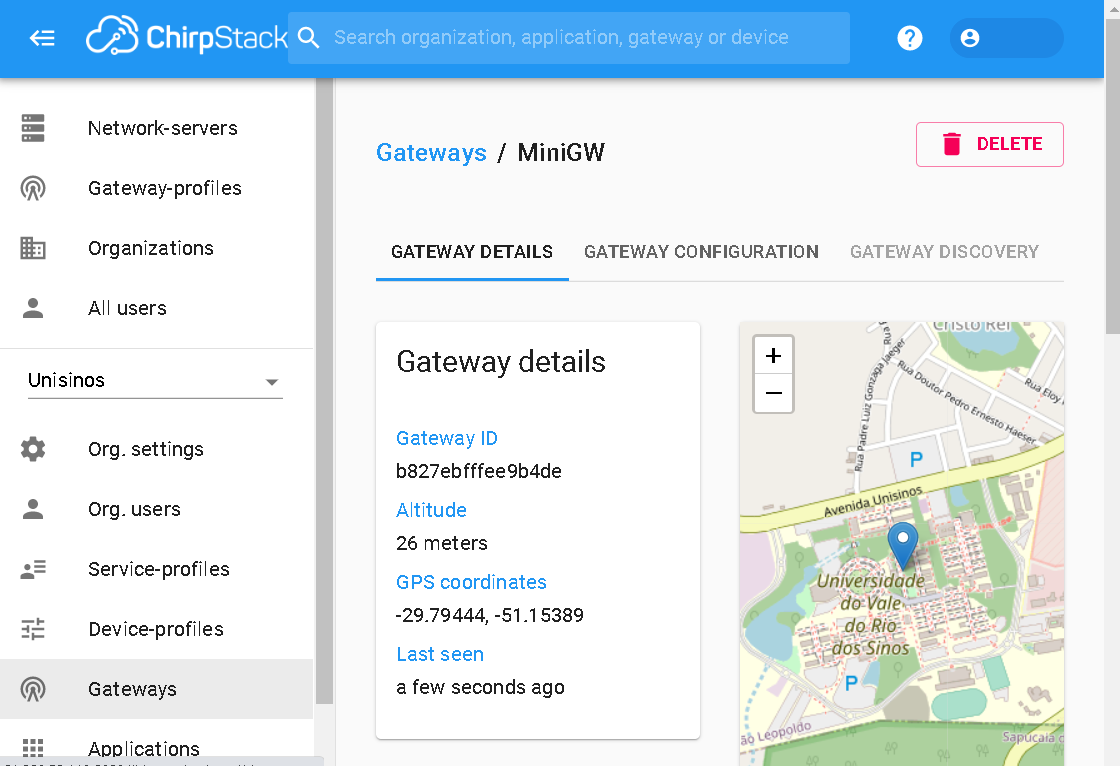 ChirpStack
Search organization, application, gateway or device
Network-servers
Gateway-profiles
Organizations
All users
Unisinos
Org. settings
Org. users
Service-profiles
Device-profiles
Gateways
Applications
Gateways / MiniGW
DELETE
GATEWAY DETAILS
GATEWAY CONFIGURATION
GATEWAY DISCOVERY
Gateway details
Gateway ID
b827ebfffee9b4de
Altitude
26 meters
GPS coordinates
-29.79444, -51.15389
Last seen
a few seconds ago
+
−
Cristo Rei
Rua Padre Luiz Gonzaga Jaeger
Rua Doutor Pedro Ernesto Haeser
Rua Eloy
P
Avenida Unisinos
Universidade
do Vale
do Rio
dos Sinos
P
ão Leopoldo
Sapucaia